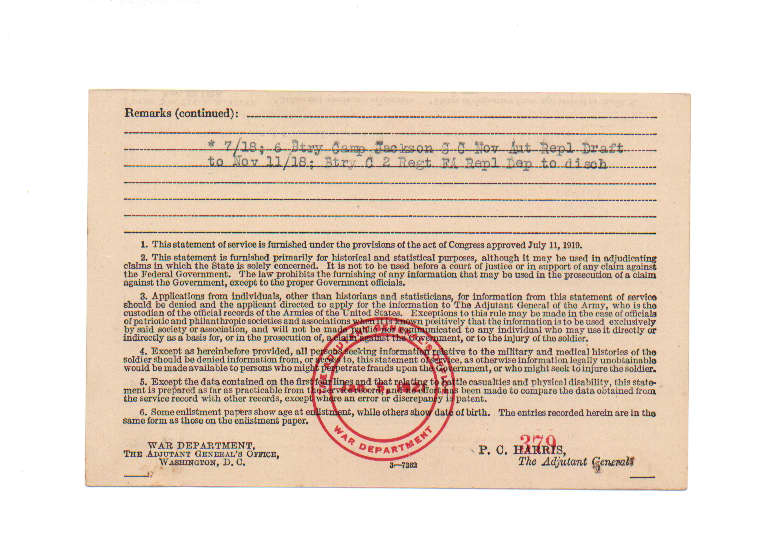 Remarks (continued):
* 7/18; 6 Btry Camp Jackson S C Nov Aut Repl Draft
to Nov 11/18; Btry C 2 Regt FA Repl Dep to disch
1. This statement of service is furnished under the provisions of the act of Congress approved July 11, 1919.
2. This statement is furnished primarily for historical and statistical purposes, although it may be used in adjudicating
claims in which the State is solely concerned. It is not to be used before a court of justice or in support of any claim against
the Federal Government. The law prohibits the furnishing of any information that may be used in the prosecution of a claim
against the Government, except to the proper Government officials.
3. Applications from individuals, other than historians and statisticians, for information from this statement of service
should be denied and the applicant directed to apply for the information to The Adjutant General of the Army, who is the
custodian of the official records of the Armies of the United States. Exceptions to this rule may be made in the case of officials
of patriotic and philanthropic societies and associations when it is known positively that the information is to be used exclusively
by said society or association, and will not be made public nor communicated to any individual who may use it directly or
indirectly as a basis for, or in the prosecution of, a claim against the Government, or to the injury of the soldier.
4. Except as hereinbefore provided, all persons seeking information relative to the military and medical histories of the
soldier should be denied information from, or access to, this statement of service, as otherwise information legally unobtainable
would be made available to persons who might perpetrate frauds upon the Government, or who might seek to injure the soldier.
5. Except the data contained on the first four lines and that relating to battle casualties and physical disability, this state-
ment is prepared as far as practicable from the service record. No attempt has been made to compare the data obtained from
the service record with other records, except where an error or discrepancy is patent.
6. Some enlistment papers show age at enlistment, while others show date of birth. The entries recorded herein are in the
same form as those on the enlistment paper.
WAR DEPARTMENT,
THE ADJUTANT GENERAL'S OFFICE,
WASHINGTON, D. C.
3—7382
379
P. C. HARRIS,
The Adjutant General
WAR DEPARTMENT